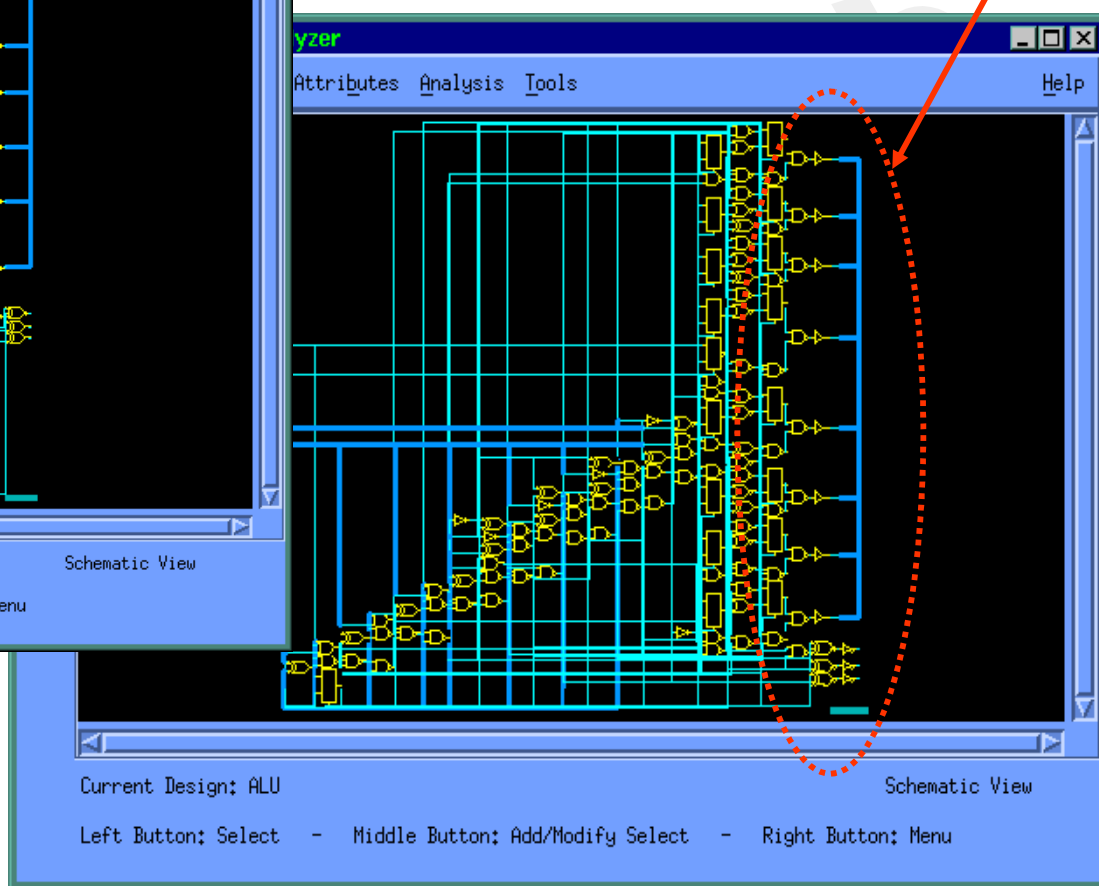 yzer
Attributes Analysis Tools Help
Schematic View
enu
Current Design: ALU Schematic View
Left Button: Select - Middle Button: Add/Modify Select - Right Button: Menu